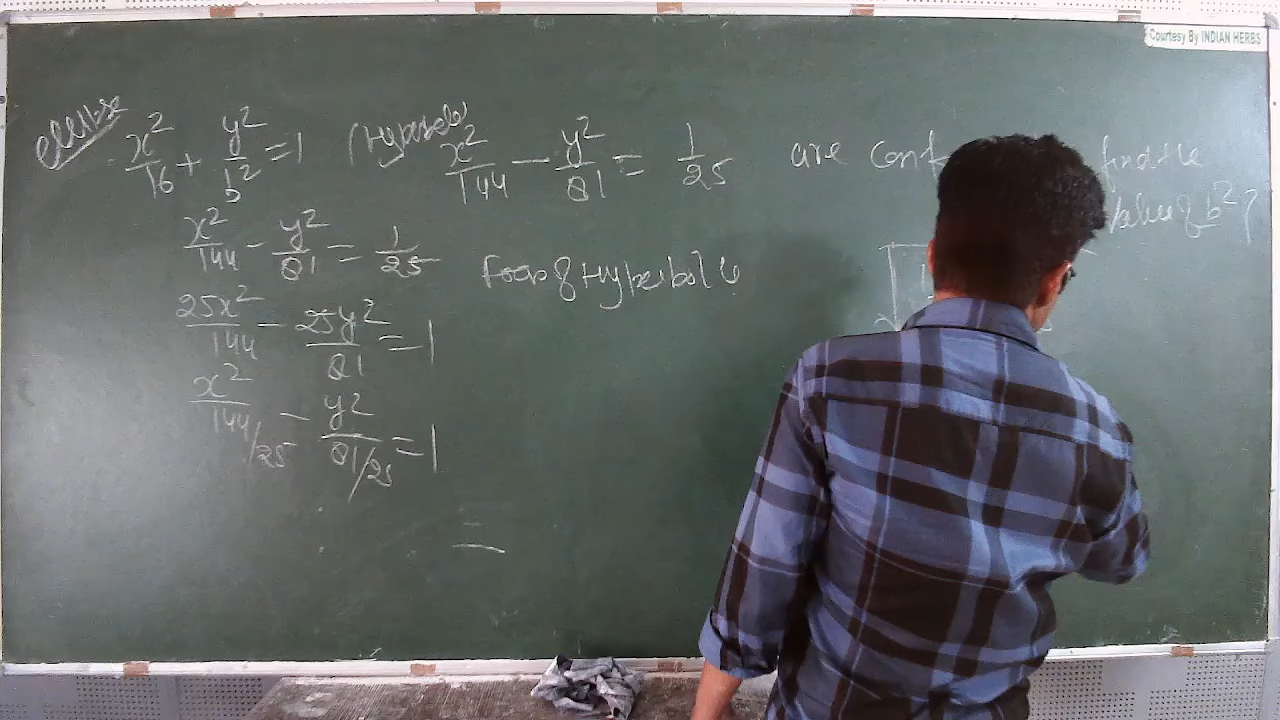 Courtesy By INDIAN HERBS
ellipse x²/16 + y²/b² = 1 (Hyperbola x²/144 − y²/81 = 1/25 are conf find the
value of b²?
x²/144 − y²/81 = 1/25
Foci of Hyperbola
25x²/144 − 25y²/81 = 1
x²/144/25 − y²/81/25 = 1
=